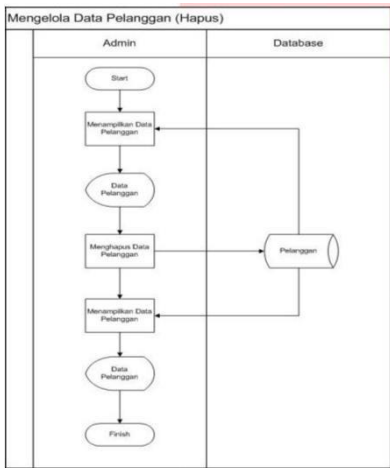 Mengelola Data Pelanggan (Hapus)
Admin
Database
Start
Menampilkan Data
Pelanggan
Data
Pelanggan
Menghapus Data
Pelanggan
Pelanggan
Menampilkan Data
Pelanggan
Data
Pelanggan
Finish